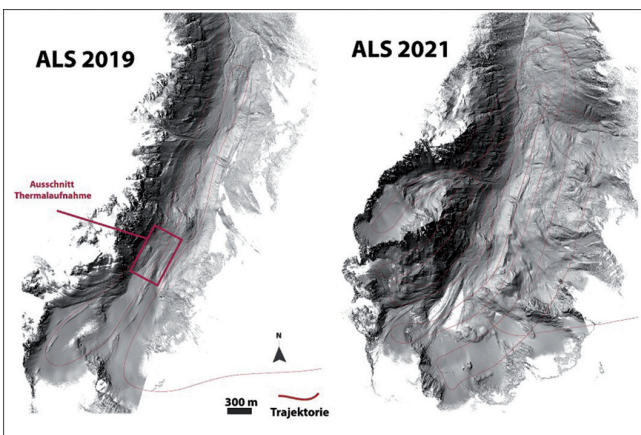 ALS 2019
ALS 2021
Ausschnitt
Thermalaufnahme
N
300 m
Trajektorie